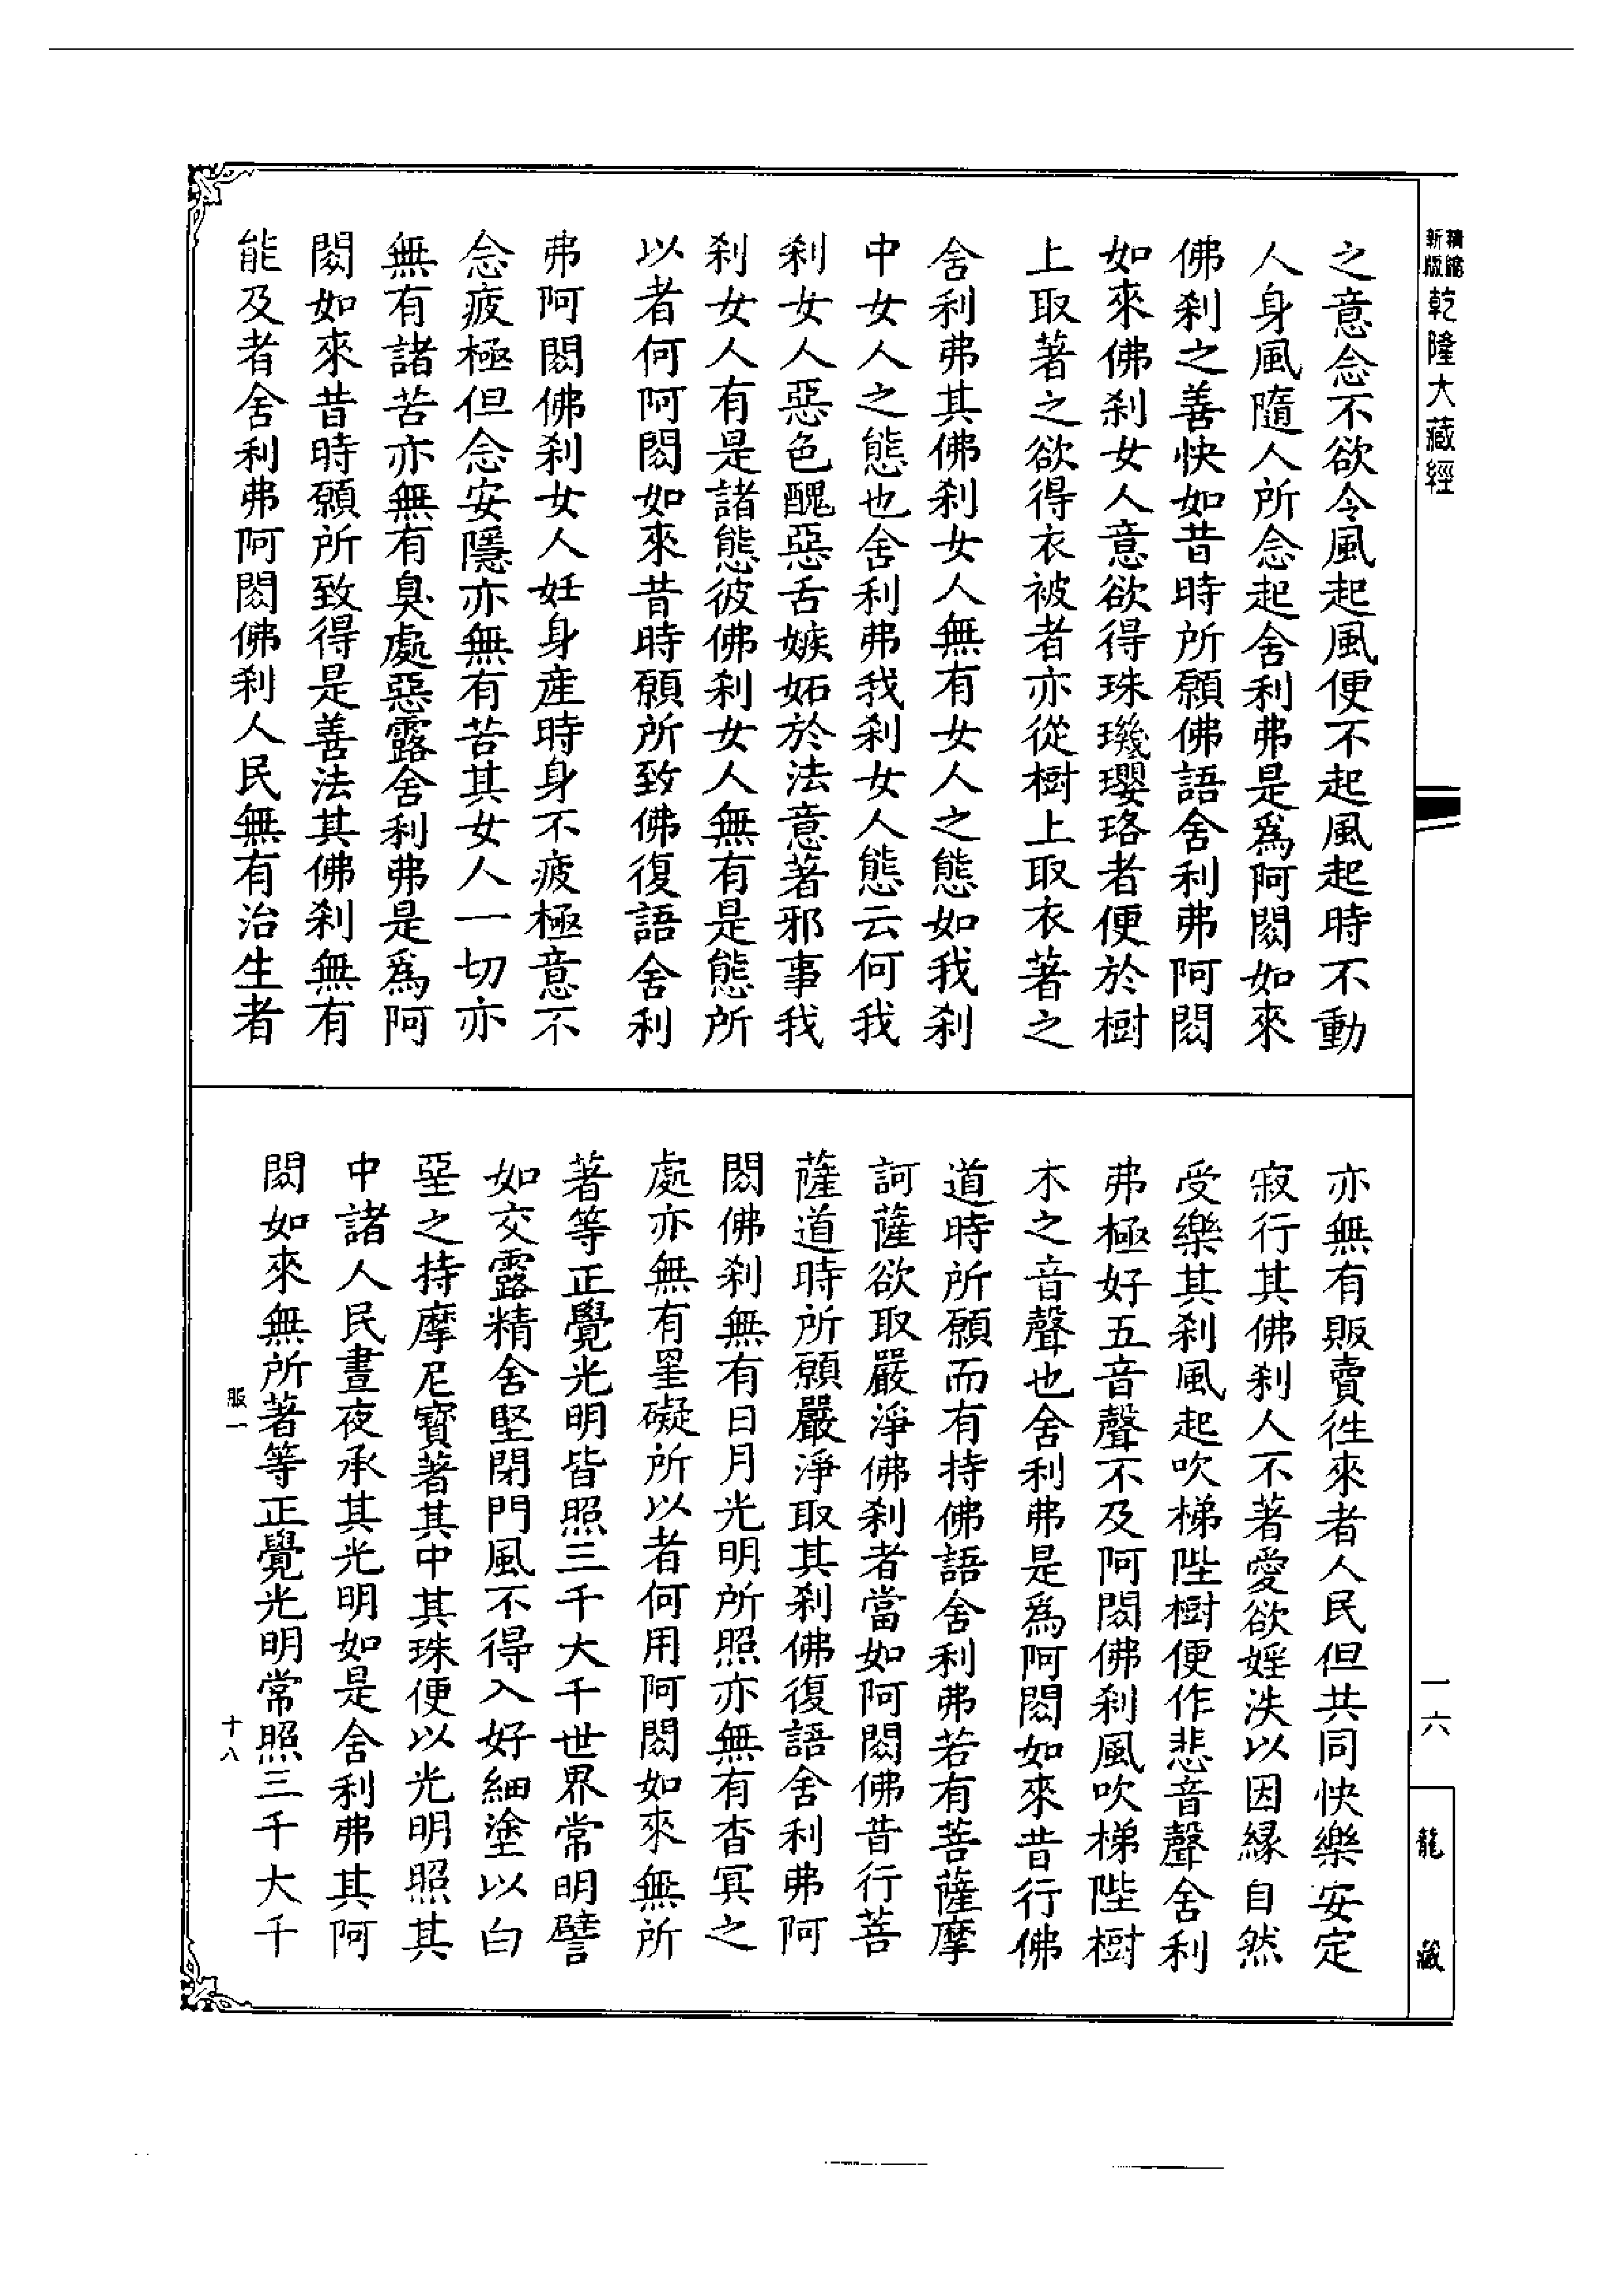 精縮新版乾隆大藏經
之意念不欲令風起風便不起風起時不動
人身風隨人所念起舍利弗是爲阿閦如來
佛刹之善快如昔時所願佛語舍利弗阿閦
如來佛刹女人意欲得珠璣瓔珞者便於樹
上取著之欲得衣被者亦從樹上取衣著之
舍利弗其佛刹女人無有女人之態如我刹
中女人之態也舍利弗我刹女人態云何我
刹女人惡色醜惡舌嫉妬於法意著邪事我
刹女人有是諸態彼佛刹女人無有是態所
以者何阿閦如來昔時願所致佛復語舍利
弗阿閦佛刹女人妊身産時身不疲極意不
念疲極但念安隱亦無有苦其女人一切亦
無有諸苦亦無有臭處惡露舍利弗是爲阿
閦如來昔時願所致得是善法其佛刹無有
能及者舍利弗阿閦佛刹人民無有治生者
亦無有販賣徃來者人民但共同快樂安定
寂行其佛刹人不著愛欲婬泆以因緣自然
受樂其刹風起吹梯陛樹便作悲音聲舍利
弗極好五音聲不及阿閦佛刹風吹梯陛樹
木之音聲也舍利弗是爲阿閦如來昔行佛
道時所願而有持佛語舍利弗若有菩薩摩
訶薩欲取嚴淨佛刹者當如阿閦佛昔行菩
薩道時所願嚴淨取其刹佛復語舍利弗阿
閦佛刹無有日月光明所照亦無有杳冥之
處亦無有罣礙所以者何用阿閦如來無所
著等正覺光明皆照三千大千世界常明譬
如交露精舍堅閉門風不得入好細塗以白
堊之持摩尼寶著其中其珠便以光明照其
中諸人民晝夜承其光明如是舍利弗其阿
閦如來無所著等正覺光明常照三千大千
服一
十八
一六
龍藏